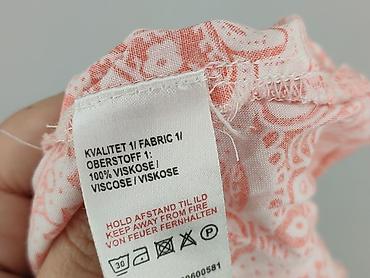 KVALITET 1/ FABRIC 1/
OBERSTOFF 1:
100% VISKOSE /
VISCOSE / VISKOSE
HOLD AFSTAND TIL ILD
KEEP AWAY FROM FIRE
VON FEUER FERNHALTEN
30
P
0600581